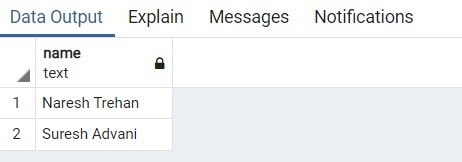 Data Output Explain Messages Notifications
name
text
1 Naresh Trehan
2 Suresh Advani